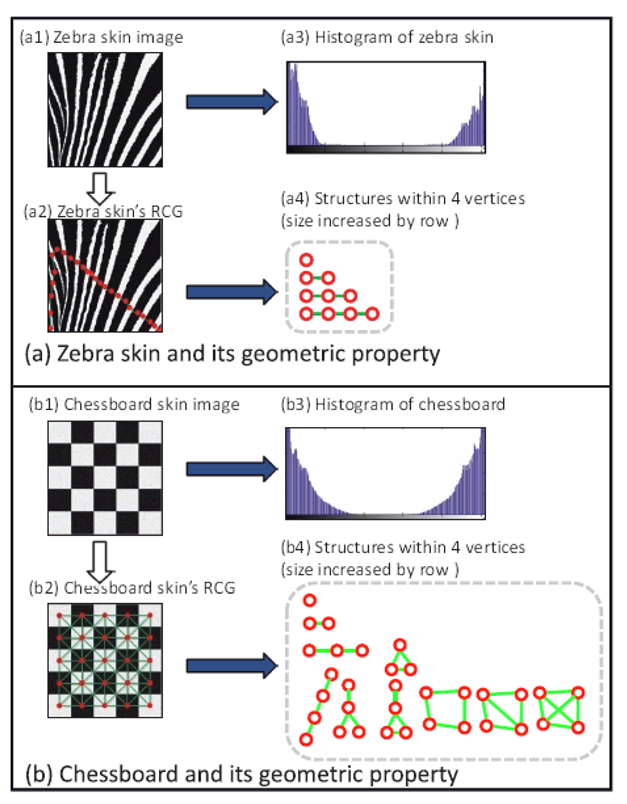 (a1) Zebra skin image
(a3) Histogram of zebra skin
(a2) Zebra skin's RCG
(a4) Structures within 4 vertices
(size increased by row )
(a) Zebra skin and its geometric property
(b1) Chessboard skin image
(b3) Histogram of chessboard
(b4) Structures within 4 vertices
(size increased by row )
(b2) Chessboard skin's RCG
(b) Chessboard and its geometric property